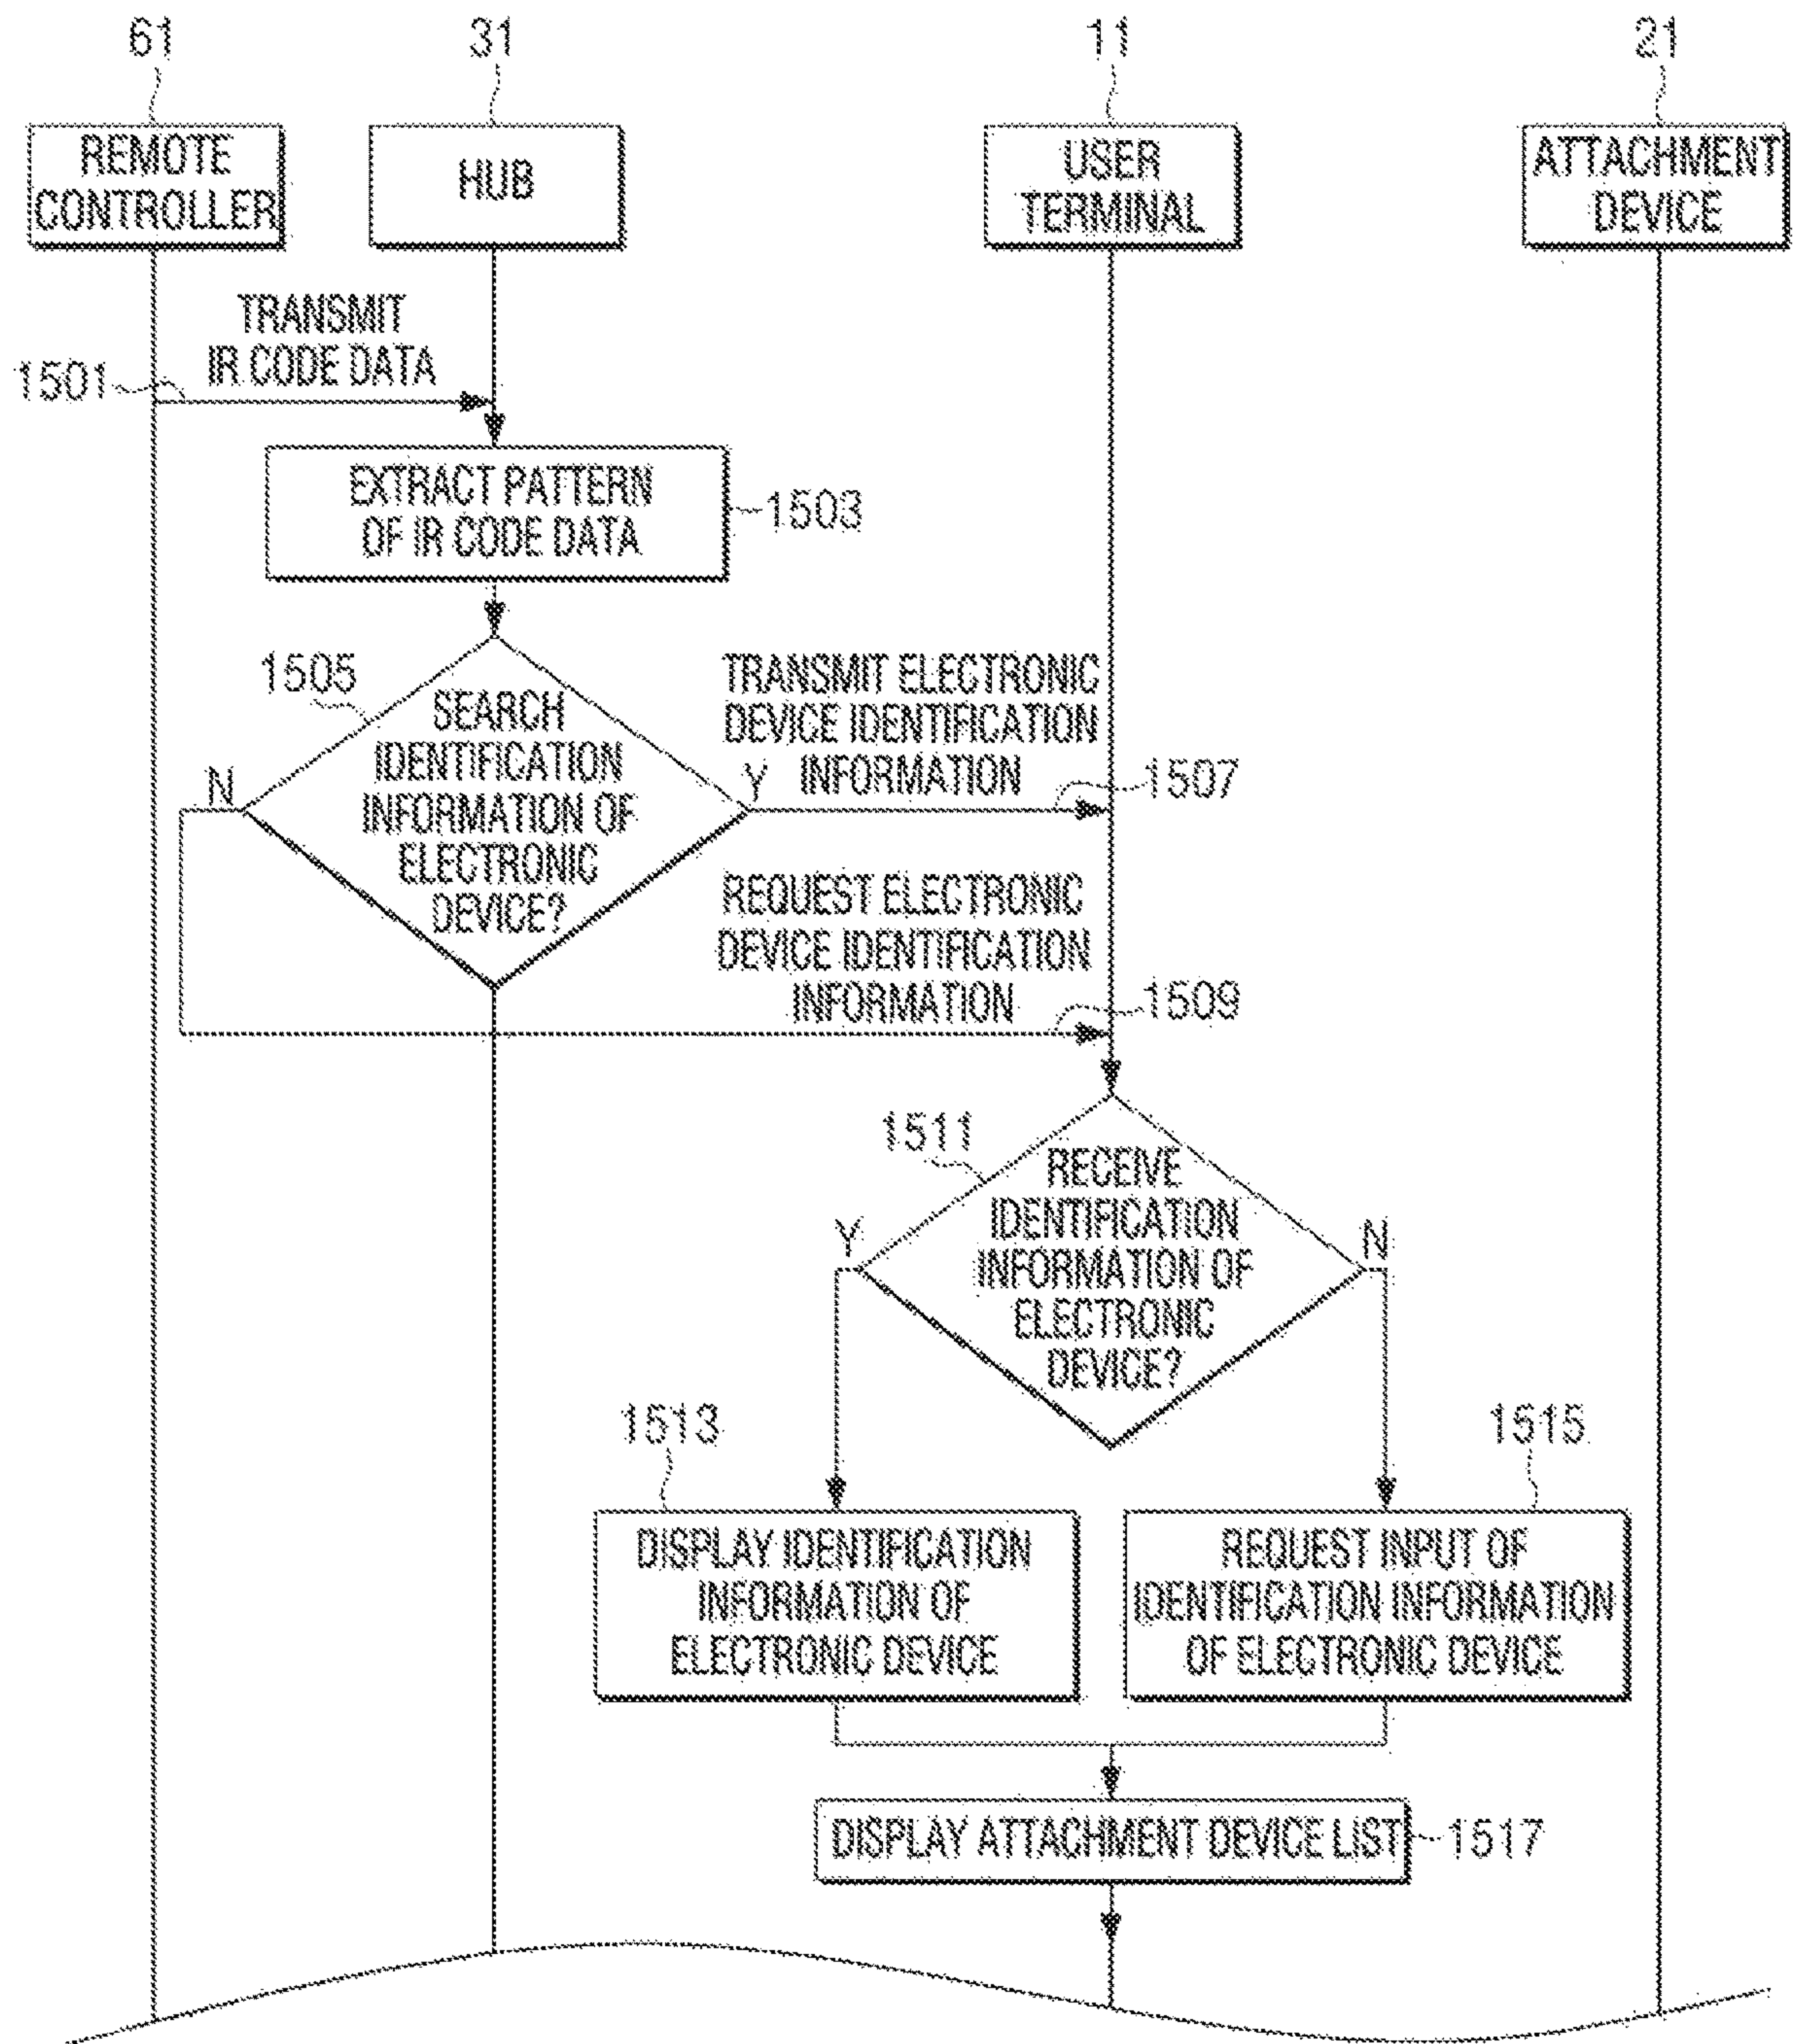 61
31
11
21
REMOTE
CONTROLLER
HUB
USER
TERMINAL
ATTACHMENT
DEVICE
TRANSMIT
IR CODE DATA
1501
EXTRACT PATTERN
OF IR CODE DATA
1503
1505
SEARCH
IDENTIFICATION
INFORMATION OF
ELECTRONIC
DEVICE?
N
Y
TRANSMIT ELECTRONIC
DEVICE IDENTIFICATION
INFORMATION
1507
REQUEST ELECTRONIC
DEVICE IDENTIFICATION
INFORMATION
1509
1511
RECEIVE
IDENTIFICATION
INFORMATION OF
ELECTRONIC
DEVICE?
Y
N
1513
1515
DISPLAY IDENTIFICATION
INFORMATION OF
ELECTRONIC DEVICE
REQUEST INPUT OF
IDENTIFICATION INFORMATION
OF ELECTRONIC DEVICE
DISPLAY ATTACHMENT DEVICE LIST
1517